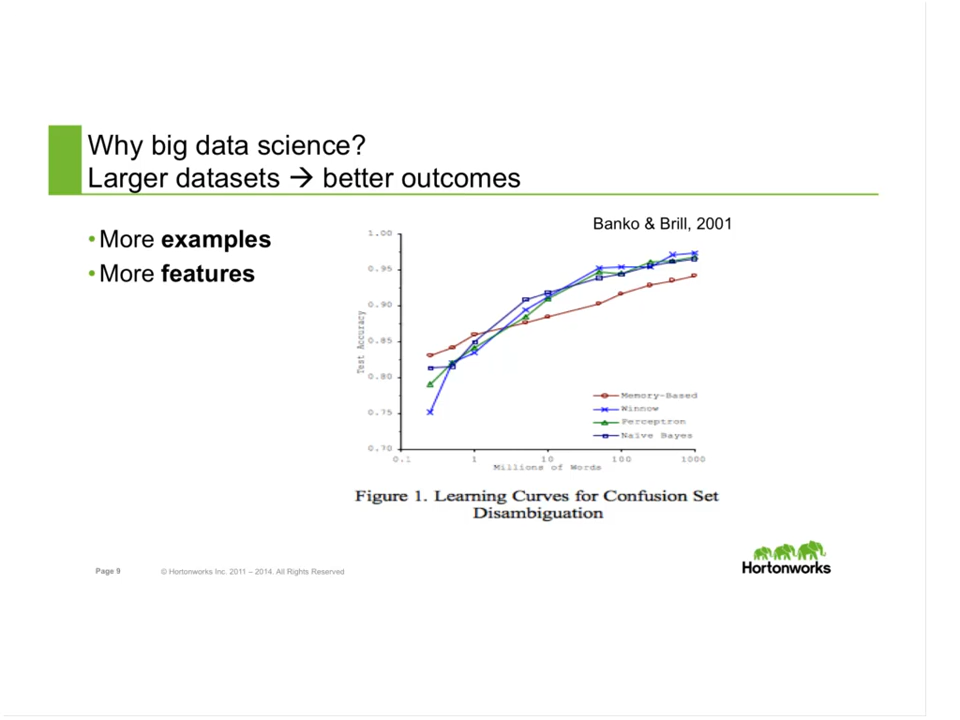 Why big data science?
Larger datasets → better outcomes
• More examples
• More features
Banko & Brill, 2001
1.00
0.95
0.90
0.85
0.80
0.75
0.70
Test Accuracy
0.1 1 10 100 1000
Millions of Words
Memory-Based
Winnow
Perceptron
Naïve Bayes
Figure 1. Learning Curves for Confusion Set
Disambiguation
Hortonworks
Page 9 © Hortonworks Inc. 2011 – 2014. All Rights Reserved